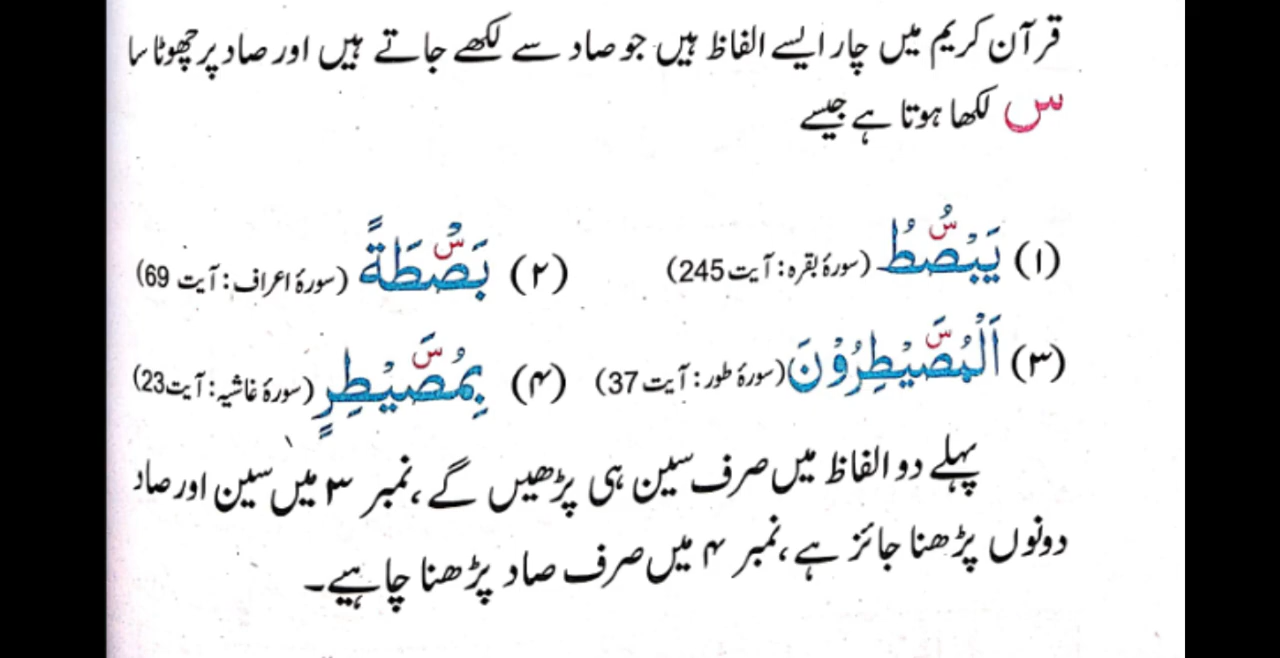 قرآن کریم میں چار ایسے الفاظ ہیں جو صاد سے لکھے جاتے ہیں اور صاد پر چھوٹا سا
س لکھا ہوتا ہے جیسے
(۱) یَبْصُۜطُ (سورۂ بقرہ: آیت 245) (۲) بَصْۜطَةً (سورۂ اعراف: آیت 69)
(۳) اَلْمُصَۜیْطِرُوْنَ (سورۂ طور: آیت 37) (۴) بِمُصَۜیْطِرٍ (سورۂ غاشیہ: آیت 23)
پہلے دو الفاظ میں صرف سین ہی پڑھیں گے، نمبر ۳ میں سین اور صاد
دونوں پڑھنا جائز ہے، نمبر ۴ میں صرف صاد پڑھنا چاہیے۔